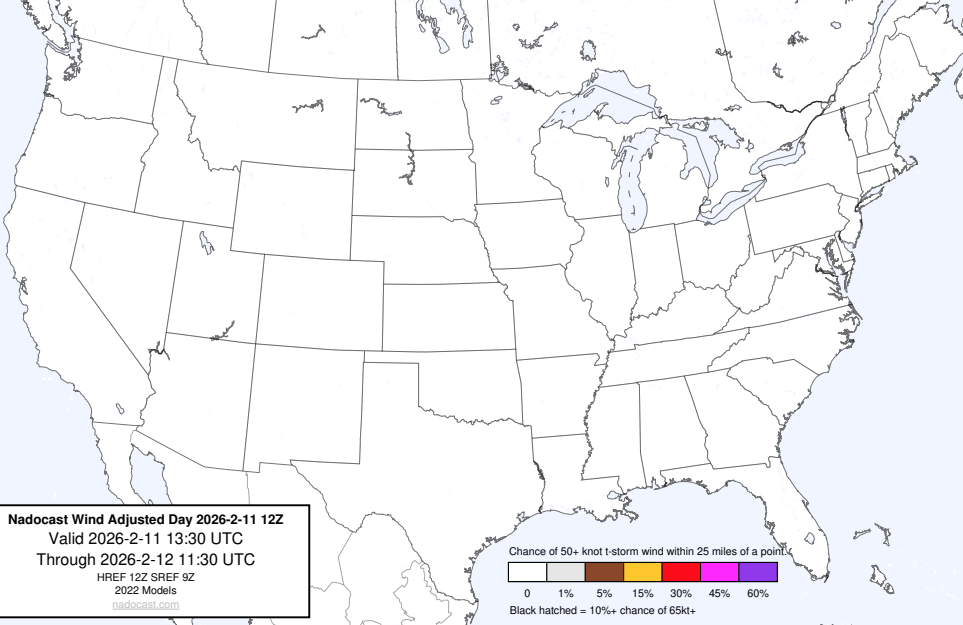 Nadocast Wind Adjusted Day 2026-2-11 12Z
Valid 2026-2-11 13:30 UTC
Through 2026-2-12 11:30 UTC
HREF 12Z SREF 9Z
2022 Models
nadocast.com
Chance of 50+ knot t-storm wind within 25 miles of a point.
0 1% 5% 15% 30% 45% 60%
Black hatched = 10%+ chance of 65kt+